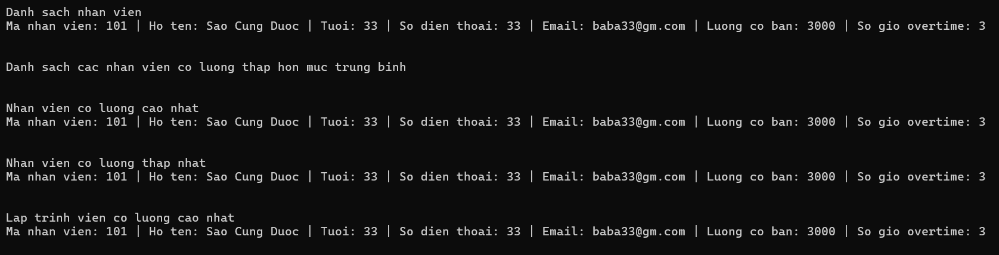 Danh sach nhan vien
Ma nhan vien: 101 | Ho ten: Sao Cung Duoc | Tuoi: 33 | So dien thoai: 33 | Email: baba33@gm.com | Luong co ban: 3000 | So gio overtime: 3
Danh sach cac nhan vien co luong thap hon muc trung binh
Nhan vien co luong cao nhat
Ma nhan vien: 101 | Ho ten: Sao Cung Duoc | Tuoi: 33 | So dien thoai: 33 | Email: baba33@gm.com | Luong co ban: 3000 | So gio overtime: 3
Nhan vien co luong thap nhat
Ma nhan vien: 101 | Ho ten: Sao Cung Duoc | Tuoi: 33 | So dien thoai: 33 | Email: baba33@gm.com | Luong co ban: 3000 | So gio overtime: 3
Lap trinh vien co luong cao nhat
Ma nhan vien: 101 | Ho ten: Sao Cung Duoc | Tuoi: 33 | So dien thoai: 33 | Email: baba33@gm.com | Luong co ban: 3000 | So gio overtime: 3